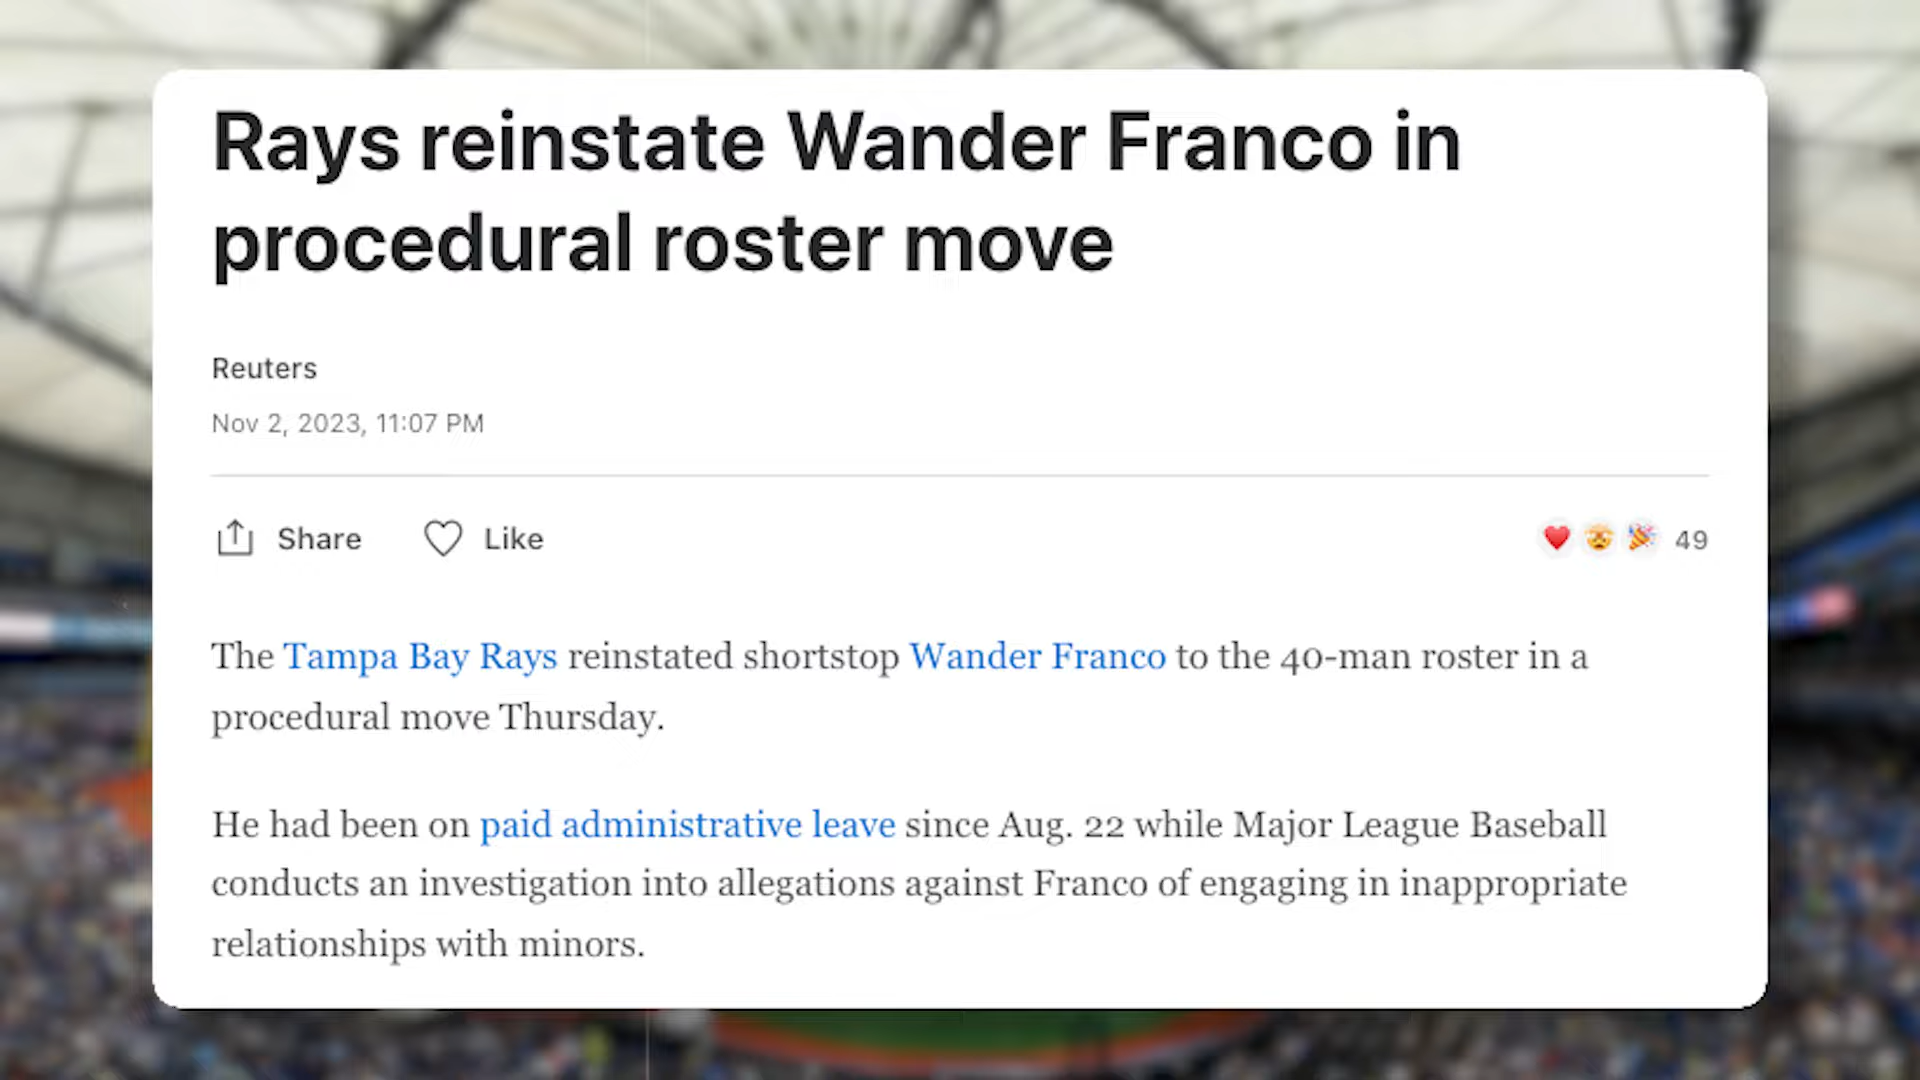 Rays reinstate Wander Franco in
procedural roster move
Reuters
Nov 2, 2023, 11:07 PM
Share Like 49
The Tampa Bay Rays reinstated shortstop Wander Franco to the 40-man roster in a
procedural move Thursday.
He had been on paid administrative leave since Aug. 22 while Major League Baseball
conducts an investigation into allegations against Franco of engaging in inappropriate
relationships with minors.